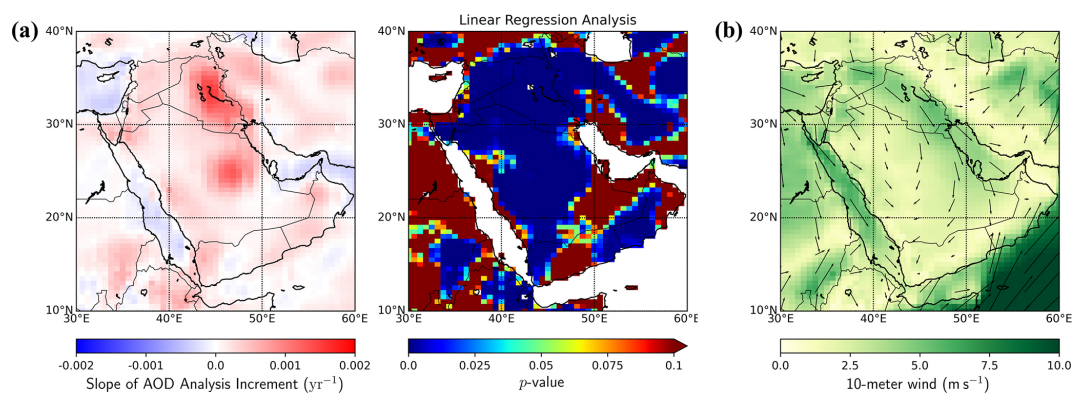 Linear Regression Analysis
(a)
(b)
40°N
30°N
20°N
10°N
30°E 40°E 50°E 60°E
40°N
30°N
20°N
10°N
30°E 40°E 50°E 60°E
40°N
30°N
20°N
10°N
30°E 40°E 50°E 60°E
-0.002 -0.001 0.0 0.001 0.002
Slope of AOD Analysis Increment (yr⁻¹)
0 0.025 0.05 0.075 0.1
p-value
0.0 2.5 5.0 7.5 10.0
10-meter wind (m s⁻¹)